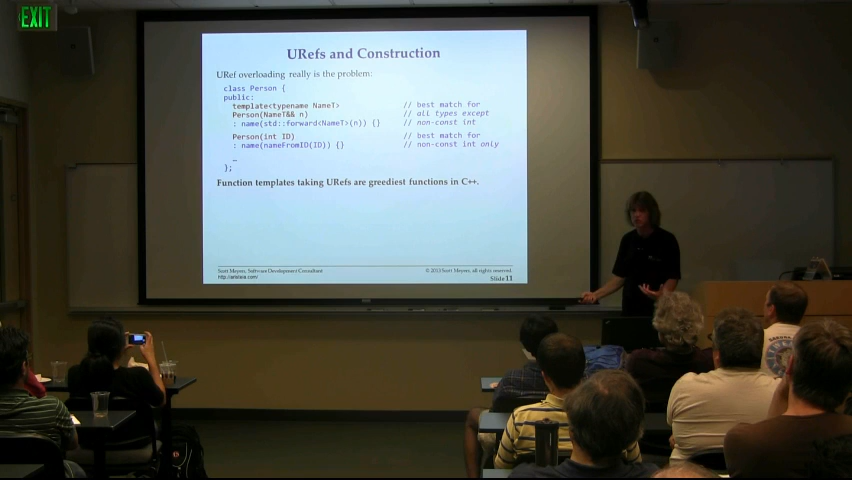 EXIT
URefs and Construction
URef overloading really is the problem:
class Person {
public:
template<typename NameT> // best match for
Person(NameT&& n) // all types except
: name(std::forward<NameT>(n)) {} // non-const int
Person(int ID) // best match for
: name(nameFromID(ID)) {} // non-const int only
…
};
Function templates taking URefs are greediest functions in C++.
Scott Meyers, Software Development Consultant © 2013 Scott Meyers, all rights reserved.
http://aristeia.com/ Slide 11